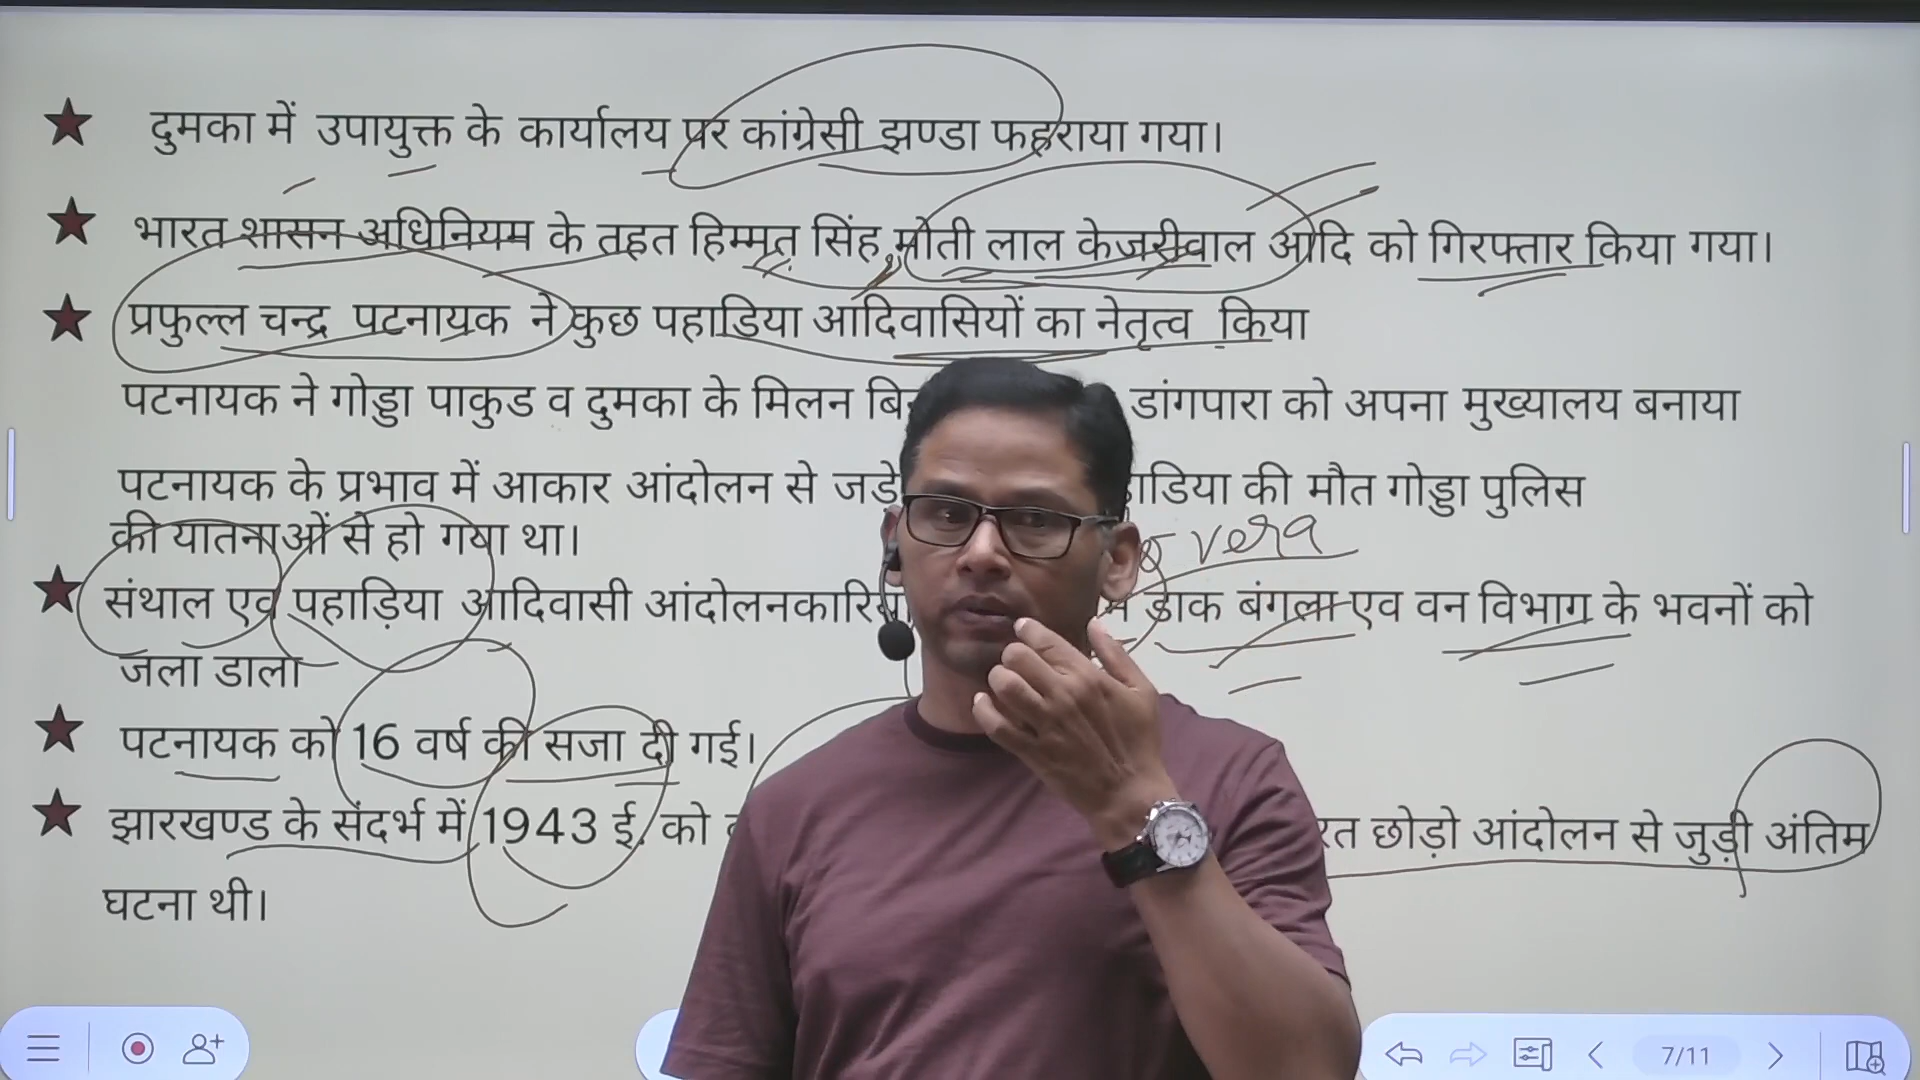 दुमका में उपायुक्त के कार्यालय पर कांग्रेसी झण्डा फहराया गया।
भारत शासन अधिनियम के तहत हिम्मत सिंह, मोती लाल केजरीवाल आदि को गिरफ्तार किया गया।
प्रफुल्ल चन्द्र पटनायक ने कुछ पहाडिया आदिवासियों का नेतृत्व किया
पटनायक ने गोड्डा पाकुड व दुमका के मिलन डांगपारा को अपना मुख्यालय बनाया
पटनायक के प्रभाव में आकार आंदोलन से जडे की मौत गोड्डा पुलिस
की यातनाओं से हो गया था।
vera
संथाल एव पहाड़िया आदिवासी डाक बंगला एव वन विभाग के भवनों को
जला डाला
पटनायक को 16 वर्ष की सजा दी गई।
झारखण्ड के संदर्भ में 1943 ई. को छोड़ो आंदोलन से जुड़ी अंतिम
घटना थी।
7/11